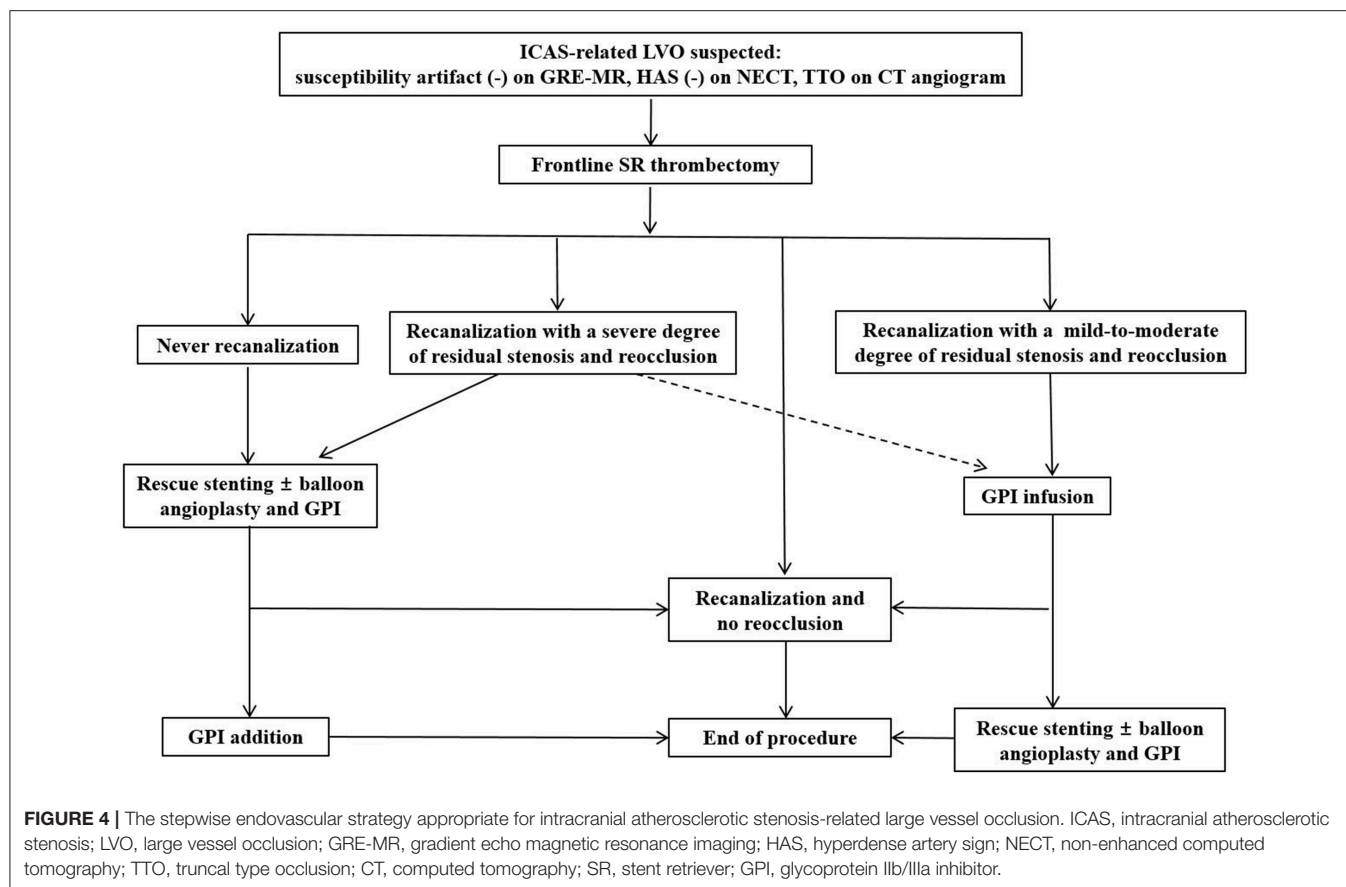 ICAS-related LVO suspected:
susceptibility artifact (-) on GRE-MR, HAS (-) on NECT, TTO on CT angiogram
Frontline SR thrombectomy
Never recanalization
Recanalization with a severe degree
of residual stenosis and reocclusion
Recanalization with a mild-to-moderate
degree of residual stenosis and reocclusion
Rescue stenting ± balloon
angioplasty and GPI
GPI infusion
Recanalization and
no reocclusion
GPI addition
End of procedure
Rescue stenting ± balloon
angioplasty and GPI
FIGURE 4 | The stepwise endovascular strategy appropriate for intracranial atherosclerotic stenosis-related large vessel occlusion. ICAS, intracranial atherosclerotic
stenosis; LVO, large vessel occlusion; GRE-MR, gradient echo magnetic resonance imaging; HAS, hyperdense artery sign; NECT, non-enhanced computed
tomography; TTO, truncal type occlusion; CT, computed tomography; SR, stent retriever; GPI, glycoprotein IIb/IIIa inhibitor.